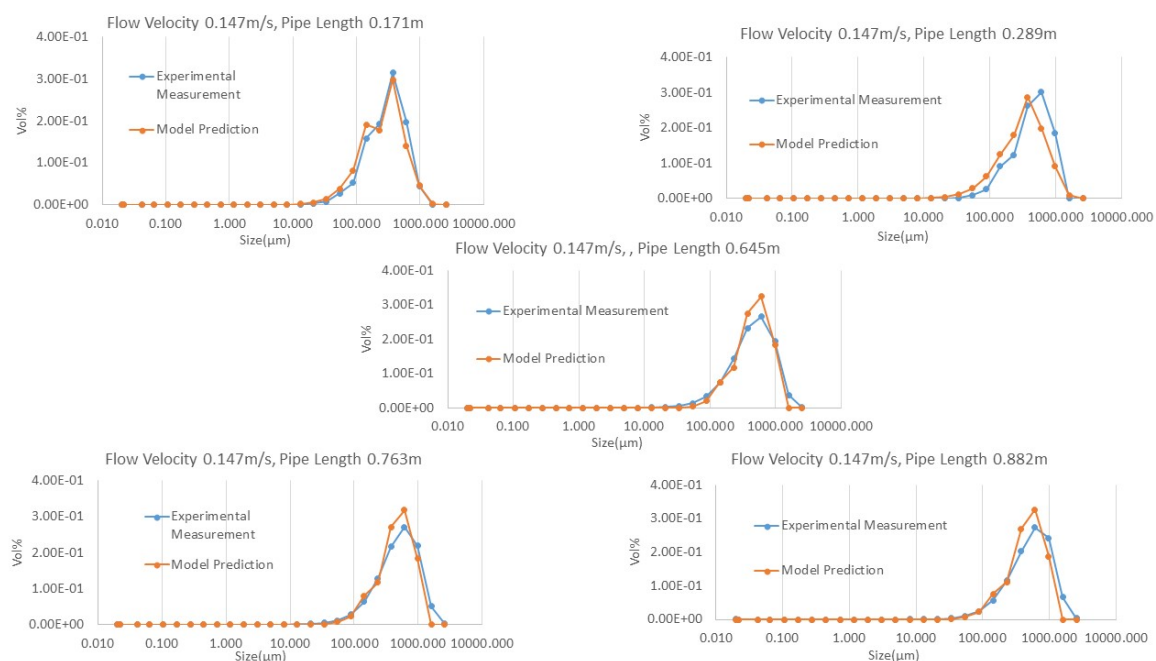 Flow Velocity 0.147m/s, Pipe Length 0.171m
4.00E-01
3.00E-01
2.00E-01
1.00E-01
0.00E+00
Vol%
Experimental
Measurement
Model Prediction
0.010 0.100 1.000 10.000 100.000 1000.000 10000.000
Size(µm)
Flow Velocity 0.147m/s, Pipe Length 0.289m
4.00E-01
3.00E-01
2.00E-01
1.00E-01
0.00E+00
Vol%
Experimental Measurement
Model Prediction
0.010 0.100 1.000 10.000 100.000 1000.000 10000.000
Size(µm)
Flow Velocity 0.147m/s, , Pipe Length 0.645m
4.00E-01
3.00E-01
2.00E-01
1.00E-01
0.00E+00
Vol%
Experimental Measurement
Model Prediction
0.010 0.100 1.000 10.000 100.000 1000.000 10000.000
Size(µm)
Flow Velocity 0.147m/s, Pipe Length 0.763m
4.00E-01
3.00E-01
2.00E-01
1.00E-01
0.00E+00
Vol%
Experimental
Measurement
Model Prediction
0.010 0.100 1.000 10.000 100.000 1000.000 10000.000
Size(µm)
Flow Velocity 0.147m/s, Pipe Length 0.882m
4.00E-01
3.00E-01
2.00E-01
1.00E-01
0.00E+00
Vol%
Experimental Measurement
Model Prediction
0.010 0.100 1.000 10.000 100.000 1000.000 10000.000
Size(µm)